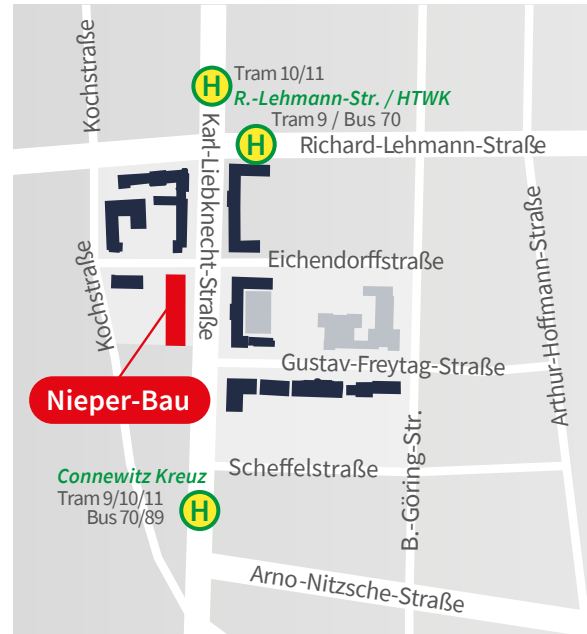 Kochstraße
Tram 10/11
R.-Lehmann-Str. / HTWK
Tram 9 / Bus 70
Richard-Lehmann-Straße
Karl-Liebknecht-Straße
Eichendorffstraße
Kochstraße
Arthur-Hoffmann-Straße
Gustav-Freytag-Straße
Nieper-Bau
B.-Göring-Str.
Scheffelstraße
Connewitz Kreuz
Tram 9/10/11
Bus 70/89
Arno-Nitzsche-Straße
H
H
H